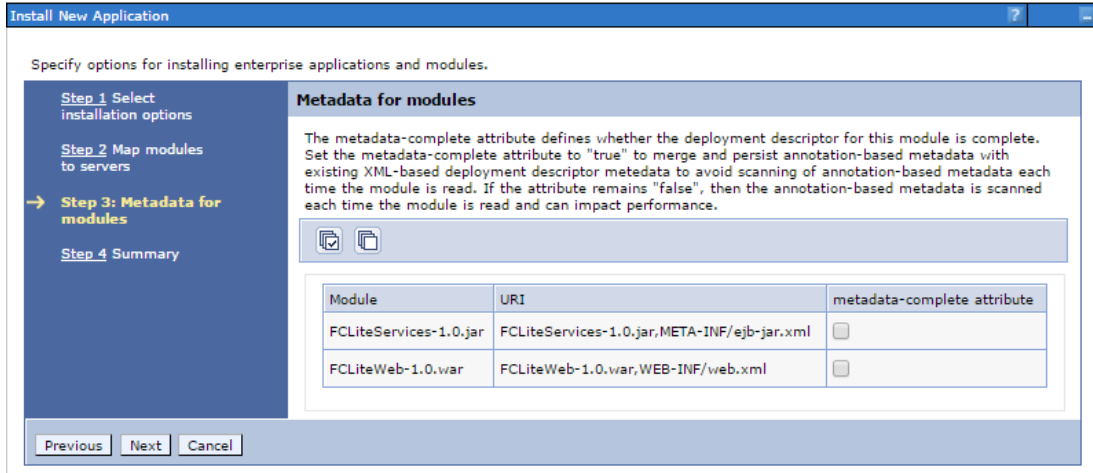 Install New Application
?
Specify options for installing enterprise applications and modules.
Step 1 Select
installation options
Step 2 Map modules
to servers
Step 3: Metadata for
modules
Step 4 Summary
Metadata for modules
The metadata-complete attribute defines whether the deployment descriptor for this module is complete.
Set the metadata-complete attribute to "true" to merge and persist annotation-based metadata with
existing XML-based deployment descriptor metedata to avoid scanning of annotation-based metadata each
time the module is read. If the attribute remains "false", then the annotation-based metadata is scanned
each time the module is read and can impact performance.
Module URI metadata-complete attribute
FCLiteServices-1.0.jar FCLiteServices-1.0.jar,META-INF/ejb-jar.xml
FCLiteWeb-1.0.war FCLiteWeb-1.0.war,WEB-INF/web.xml
Previous Next Cancel